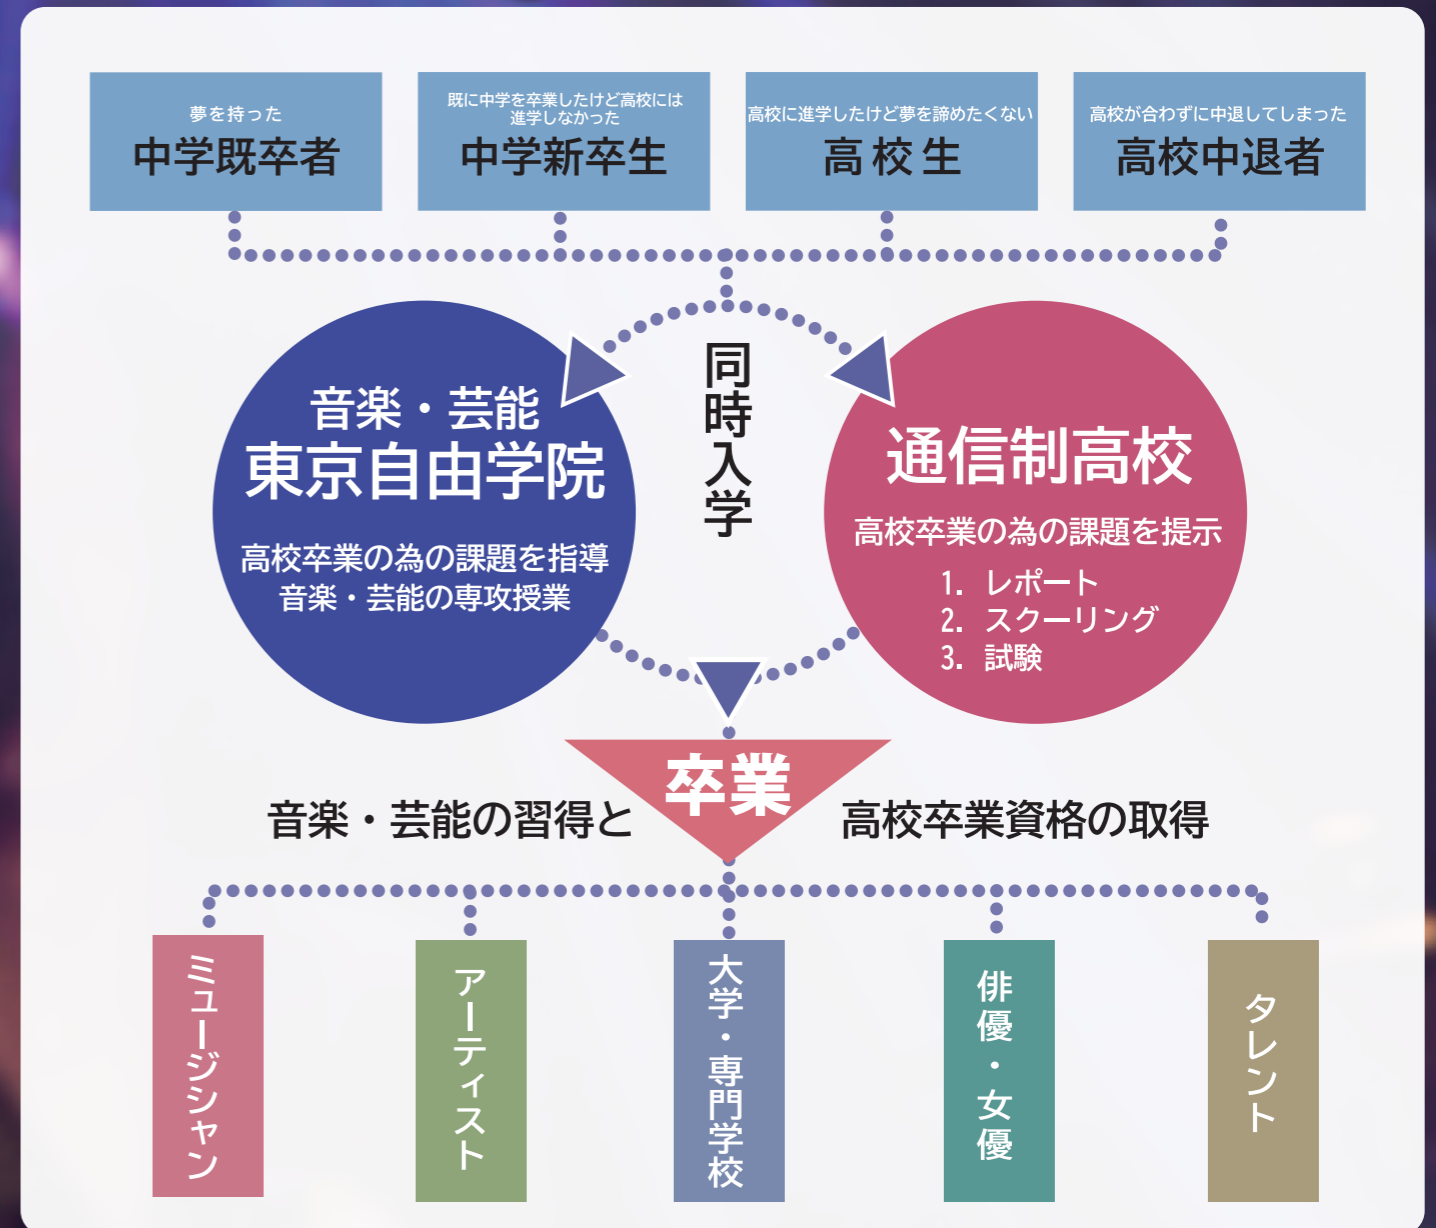 夢を持った
中学既卒者
既に中学を卒業したけど高校には
進学しなかった
中学新卒生
高校に進学したけど夢を諦めたくない
高校生
高校が合わずに中退してしまった
高校中退者
同時入学
音楽・芸能
東京自由学院
高校卒業の為の課題を指導
音楽・芸能の専攻授業
通信制高校
高校卒業の為の課題を提示
1. レポート
2. スクーリング
3. 試験
卒業
音楽・芸能の習得と
高校卒業資格の取得
ミュージシャン
アーティスト
大学・専門学校
俳優・女優
タレント